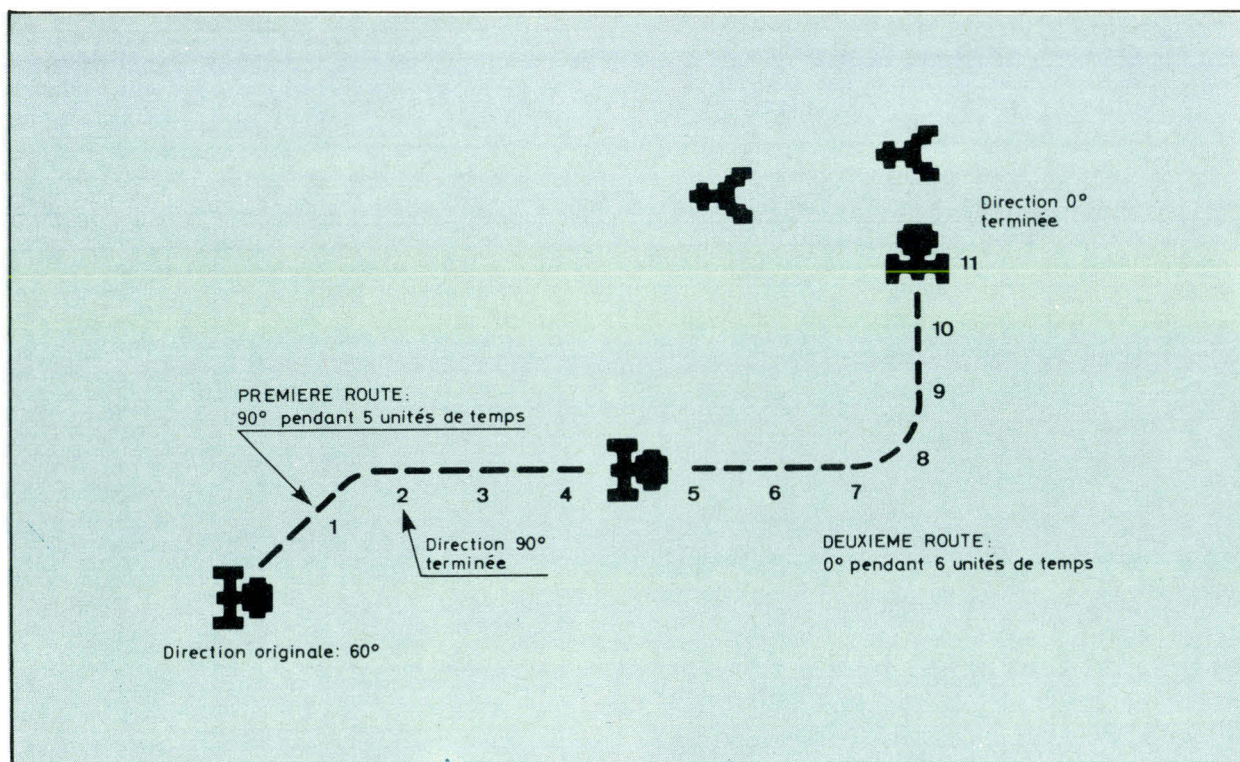 Direction 0°
terminée
11
10
9
PREMIERE ROUTE:
90° pendant 5 unités de temps
8
1
2
3
4
5
6
7
Direction 90°
terminée
DEUXIEME ROUTE:
0° pendant 6 unités de temps
Direction originale: 60°